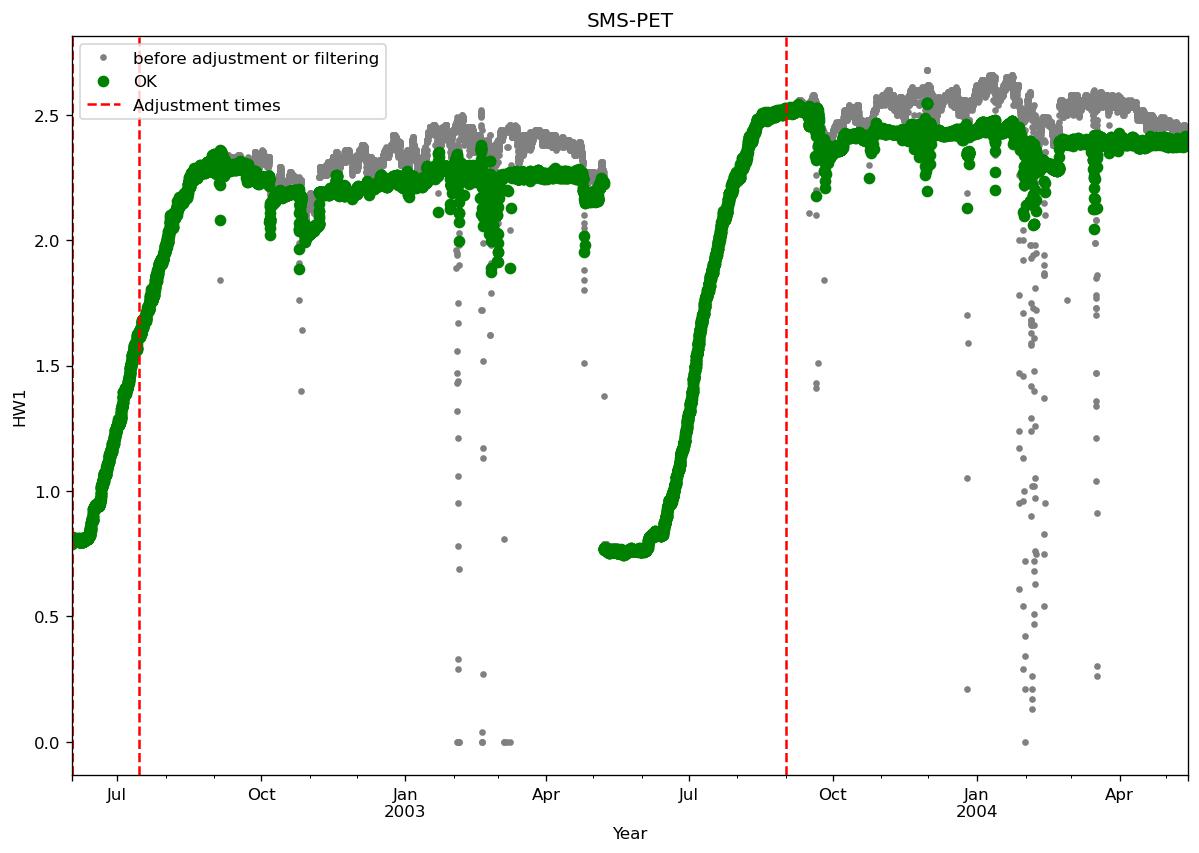 SMS-PET
before adjustment or filtering
OK
Adjustment times
HW1
2.5
2.0
1.5
1.0
0.5
0.0
Jul
Oct
Jan
2003
Apr
Jul
Oct
Jan
2004
Apr
Year